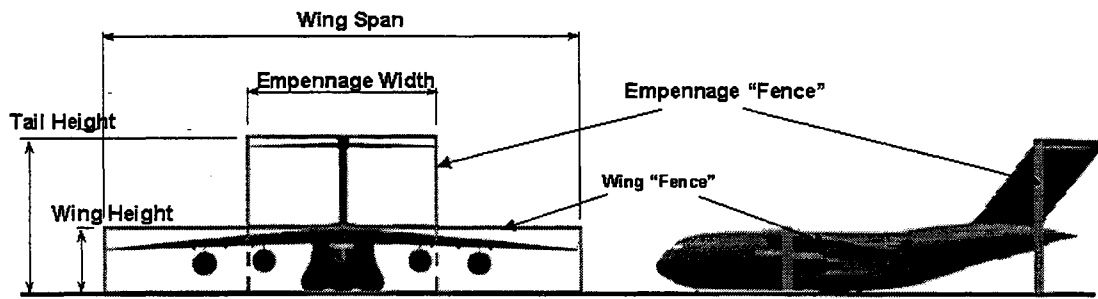 Wing Span
Empennage Width
Empennage “Fence”
Tail Height
Wing “Fence”
Wing Height